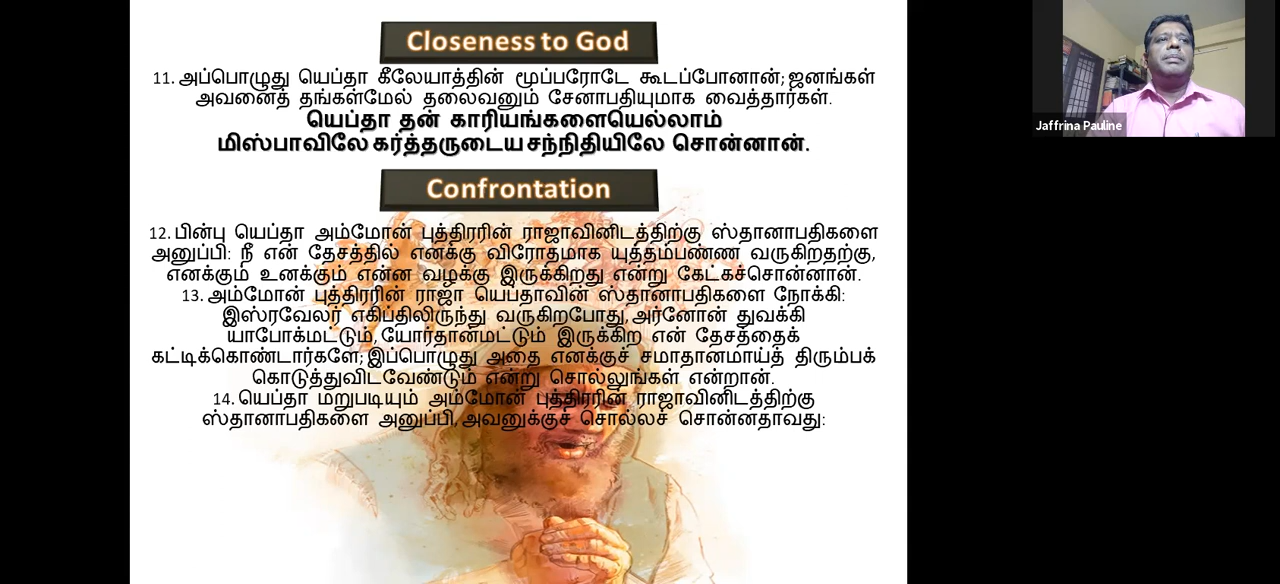 Closeness to God
11. அப்பொழுது யெப்தா கீலேயாத்தின் மூப்பரோடே கூடப்போனான்; ஜனங்கள்
அவனைத் தங்கள்மேல் தலைவனும் சேனாபதியுமாக வைத்தார்கள்.
யெப்தா தன் காரியங்களையெல்லாம்
மிஸ்பாவிலே கர்த்தருடைய சந்நிதியிலே சொன்னான்.
Confrontation
12. பின்பு யெப்தா அம்மோன் புத்திரரின் ராஜாவினிடத்திற்கு ஸ்தானாபதிகளை
அனுப்பி: நீ என் தேசத்தில் எனக்கு விரோதமாக யுத்தம்பண்ண வருகிறதற்கு,
எனக்கும் உனக்கும் என்ன வழக்கு இருக்கிறது என்று கேட்கச்சொன்னான்.
13. அம்மோன் புத்திரரின் ராஜா யெப்தாவின் ஸ்தானாபதிகளை நோக்கி:
இஸ்ரவேலர் எகிப்திலிருந்து வருகிறபோது, அர்னோன் துவக்கி
யாபோக்மட்டும், யோர்தான்மட்டும் இருக்கிற என் தேசத்தைக்
கட்டிக்கொண்டார்களே; இப்பொழுது அதை எனக்குச் சமாதானமாய்த் திரும்பக்
கொடுத்துவிடவேண்டும் என்று சொல்லுங்கள் என்றான்.
14. யெப்தா மறுபடியும் அம்மோன் புத்திரரின் ராஜாவினிடத்திற்கு
ஸ்தானாபதிகளை அனுப்பி, அவனுக்குச் சொல்லச் சொன்னதாவது:
Jaffrina Pauline